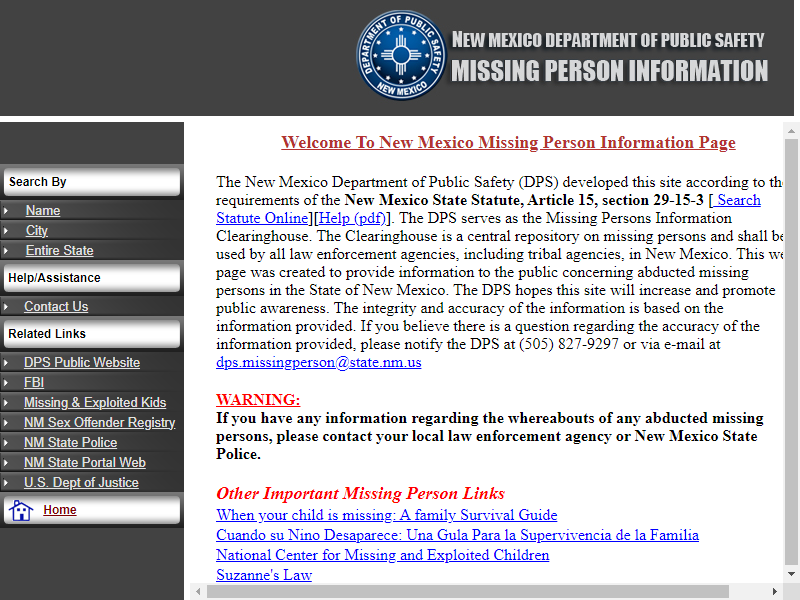 DEPARTMENT OF PUBLIC SAFETY
NEW MEXICO
NEW MEXICO DEPARTMENT OF PUBLIC SAFETY
MISSING PERSON INFORMATION
Search By
Name
City
Entire State
Help/Assistance
Contact Us
Related Links
DPS Public Website
FBI
Missing & Exploited Kids
NM Sex Offender Registry
NM State Police
NM State Portal Web
U.S. Dept of Justice
Home
Welcome To New Mexico Missing Person Information Page
The New Mexico Department of Public Safety (DPS) developed this site according to the
requirements of the New Mexico State Statute, Article 15, section 29-15-3 [ Search
Statute Online][Help (pdf)]. The DPS serves as the Missing Persons Information
Clearinghouse. The Clearinghouse is a central repository on missing persons and shall be
used by all law enforcement agencies, including tribal agencies, in New Mexico. This we
page was created to provide information to the public concerning abducted missing
persons in the State of New Mexico. The DPS hopes this site will increase and promote
public awareness. The integrity and accuracy of the information is based on the
information provided. If you believe there is a question regarding the accuracy of the
information provided, please notify the DPS at (505) 827-9297 or via e-mail at
dps.missingperson@state.nm.us
WARNING:
If you have any information regarding the whereabouts of any abducted missing
persons, please contact your local law enforcement agency or New Mexico State
Police.
Other Important Missing Person Links
When your child is missing: A family Survival Guide
Cuando su Nino Desaparece: Una Gula Para la Supervivencia de la Familia
National Center for Missing and Exploited Children
Suzanne's Law